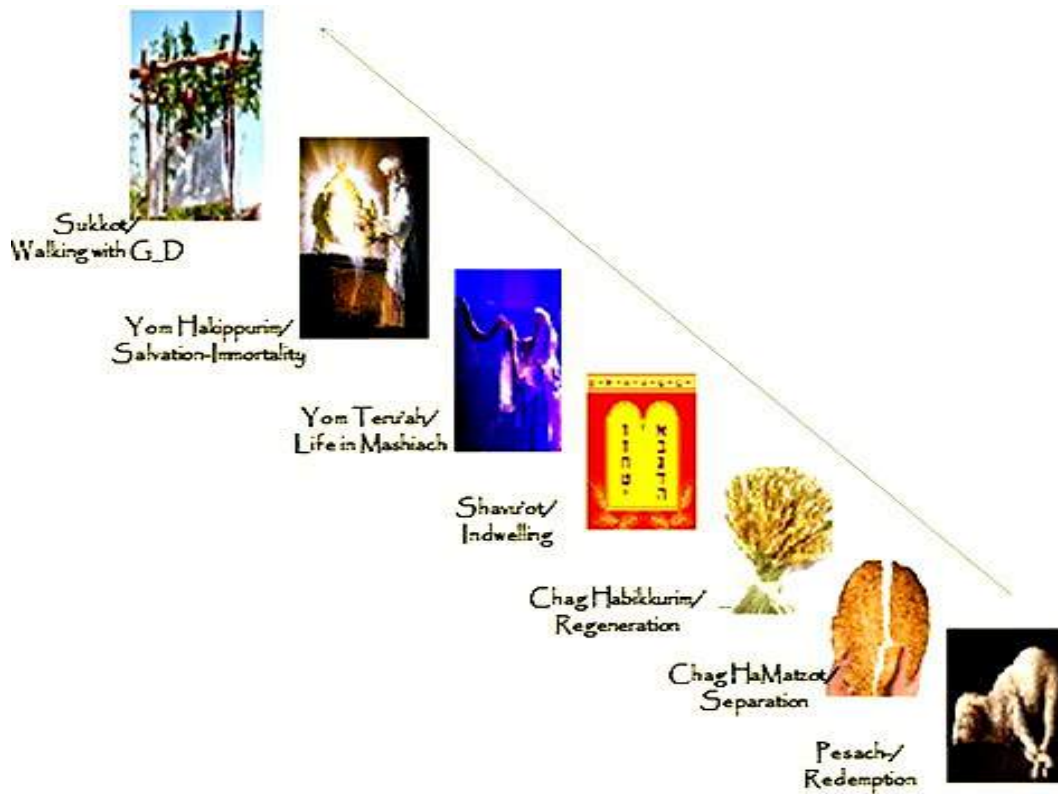 Sukkot/
Walking with G_D
Yom Hakippurim/
Salvation-Immortality
Yom Teru'ah/
Life in Mashiach
Shavu'ot/
Indwelling
Chag Habikkurim/
Regeneration
Chag HaMatzot/
Separation
Pesach-/
Redemption